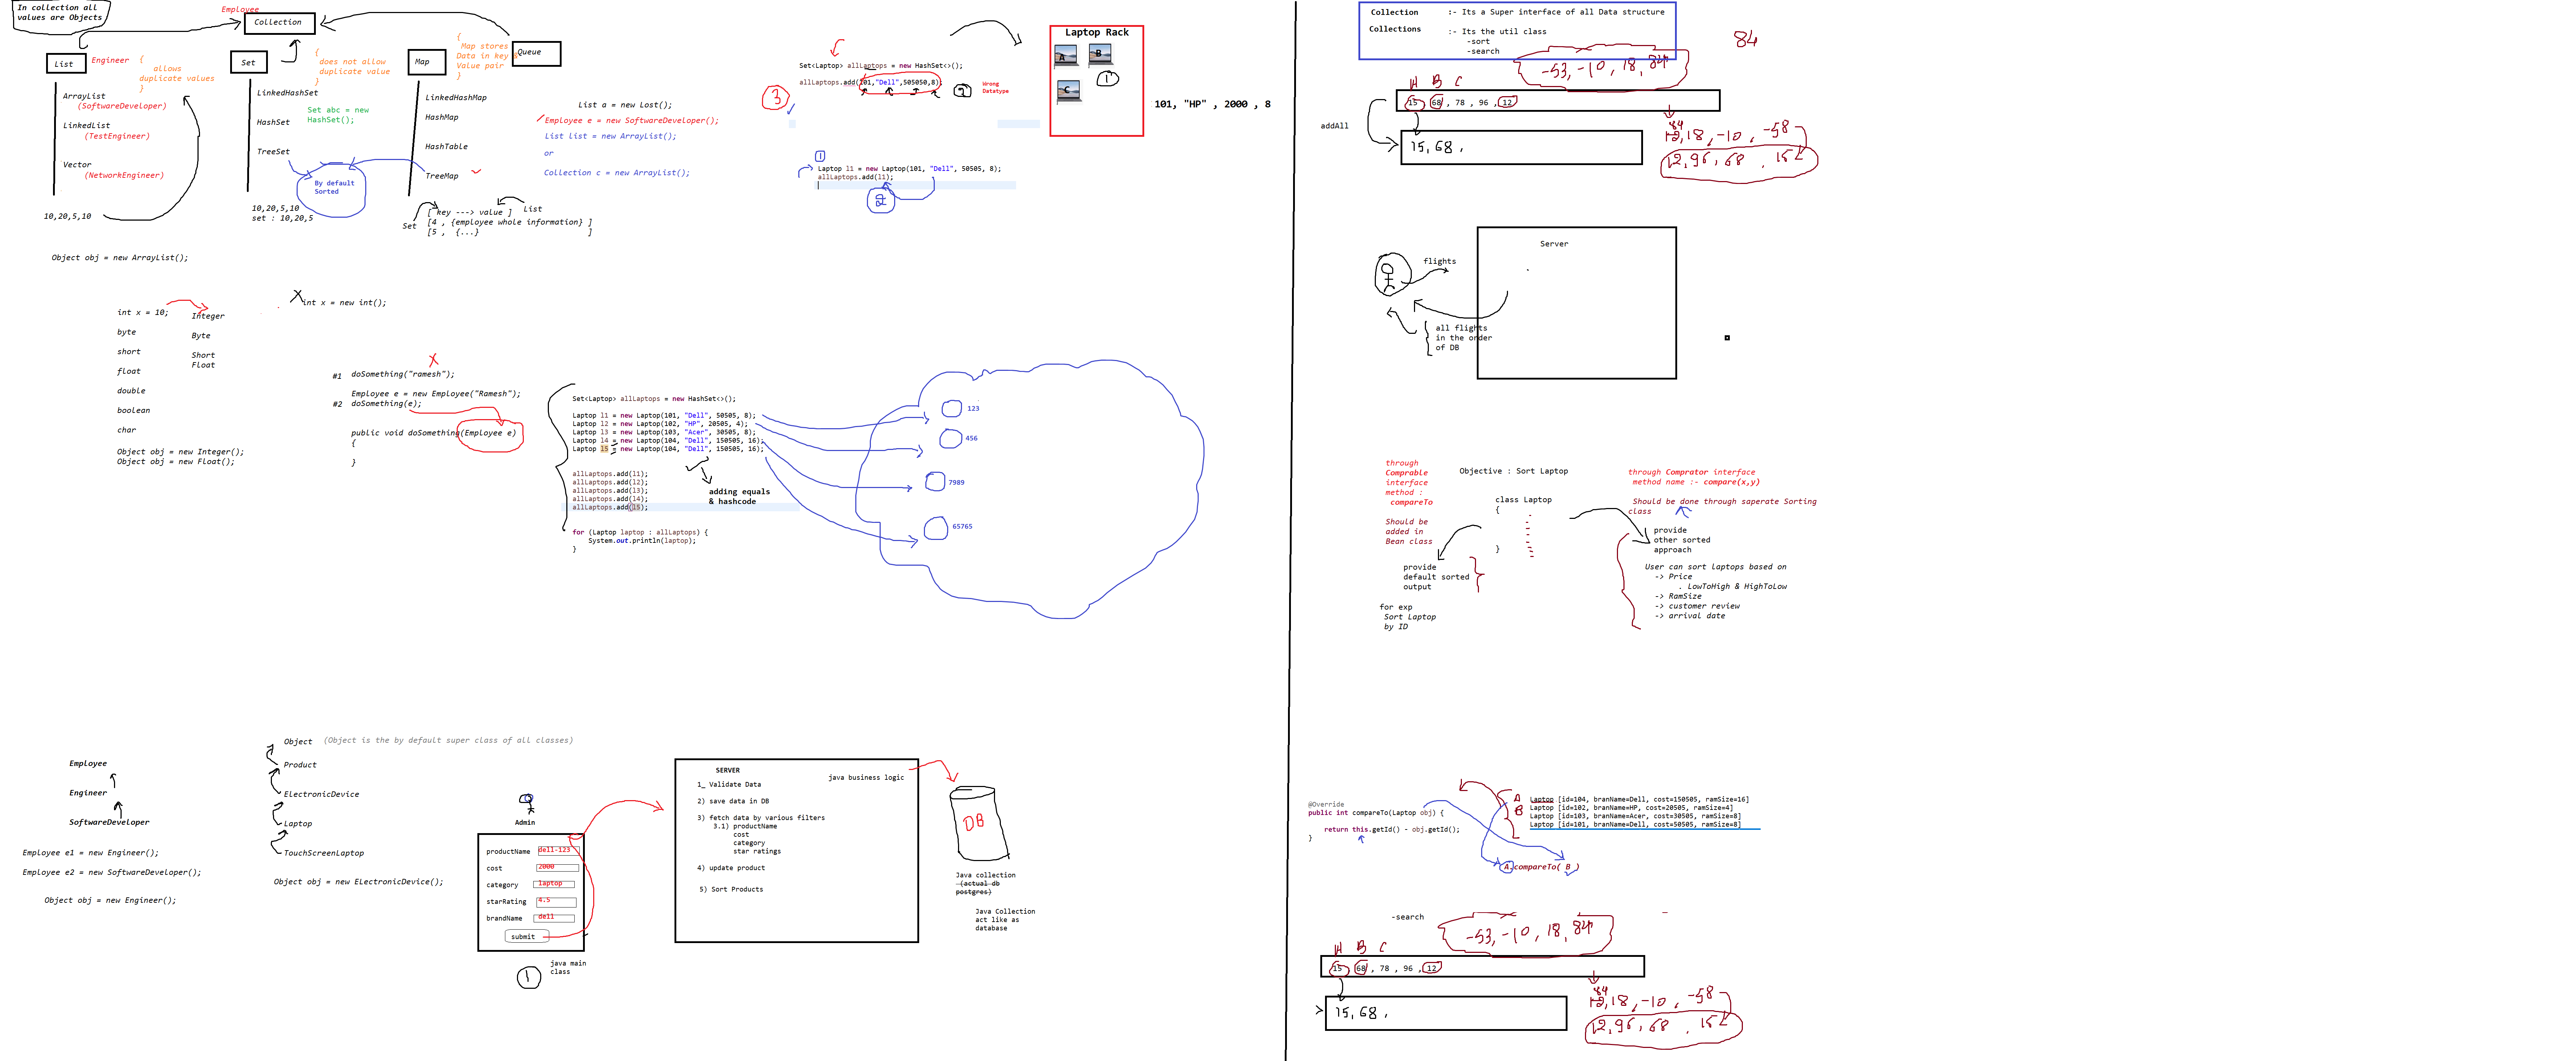 In collection all
values are Objects
Employee
Collection
List
Engineer
{
allows
duplicate values
}
ArrayList
(SoftwareDeveloper)
LinkedList
(TestEngineer)
Vector
(NetworkEngineer)
10,20,5,10
Set
{
does not allow
duplicate value
}
LinkedHashSet
Set abc = new
HashSet();
HashSet
TreeSet
By default
Sorted
10,20,5,10
set : 10,20,5
Map
{
Map stores
Data in key &
Value pair
}
Queue
LinkedHashMap
HashMap
HashTable
TreeMap
[ key ---> value ]
List
Set
[4 , {employee whole information} ]
[5 , {...} ]
List a = new Lost();
Employee e = new SoftwareDeveloper();
List list = new ArrayList();
or
Collection c = new ArrayList();
Set<Laptop> allLaptops = new HashSet<>();
allLaptops.add(101,"Dell",505050,8);
3
2
Wrong
Datatype
1
Laptop l1 = new Laptop(101, "Dell", 50505, 8);
allLaptops.add(l1);
Laptop Rack
A
B
C
1
101, "HP" , 2000 , 8
Object obj = new ArrayList();
X
int x = new int();
int x = 10;
Integer
byte
Byte
short
Short
Float
float
double
boolean
char
Object obj = new Integer();
Object obj = new Float();
X
#1 doSomething("ramesh");
Employee e = new Employee("Ramesh");
#2 doSomething(e);
public void doSomething(Employee e)
{
}
Set<Laptop> allLaptops = new HashSet<>();
Laptop l1 = new Laptop(101, "Dell", 50505, 8);
Laptop l2 = new Laptop(102, "HP", 20505, 4);
Laptop l3 = new Laptop(103, "Acer", 30505, 8);
Laptop l4 = new Laptop(104, "Dell", 150505, 16);
Laptop l5 = new Laptop(104, "Dell", 150505, 16);
allLaptops.add(l1);
allLaptops.add(l2);
allLaptops.add(l3);
allLaptops.add(l4);
allLaptops.add(l5);
adding equals
& hashcode
for (Laptop laptop : allLaptops) {
System.out.println(laptop);
}
123
456
7989
65765
Employee
Engineer
SoftwareDeveloper
Employee e1 = new Engineer();
Employee e2 = new SoftwareDeveloper();
Object obj = new Engineer();
Object (Object is the by default super class of all classes)
Product
ElectronicDevice
Laptop
TouchScreenLaptop
Object obj = new ELectronicDevice();
Admin
productName dell-123
cost 2000
category laptop
starRating 4.5
brandName dell
submit
1
java main
class
SERVER
java business logic
1_ Validate Data
2) save data in DB
3) fetch data by various filters
3.1) productName
cost
category
star ratings
4) update product
5) Sort Products
DB
Java collection
(actual db
postgres)
Java Collection
act like as
database
Collection :- Its a Super interface of all Data structure
Collections :- Its the util class
-sort
-search
84
-53, -10, 18, 84
A B C
15 , 68 , 78 , 96 , 12
addAll
15, 68 ,
84
12, 18, -10 , -58
12, 96, 68 , 15
Server
flights
all flights
in the order
of DB
through
Comprable
interface
method :
compareTo
Should be
added in
Bean class
Objective : Sort Laptop
class Laptop
{
}
provide
default sorted
output
for exp
Sort Laptop
by ID
through Comprator interface
method name :- compare(x,y)
Should be done through saperate Sorting
class
provide
other sorted
approach
User can sort laptops based on
-> Price
. LowToHigh & HighToLow
-> RamSize
-> customer review
-> arrival date
@Override
public int compareTo(Laptop obj) {
return this.getId() - obj.getId();
}
A
B
Laptop [id=104, branName=Dell, cost=150505, ramSize=16]
Laptop [id=102, branName=HP, cost=20505, ramSize=4]
Laptop [id=103, branName=Acer, cost=30505, ramSize=8]
Laptop [id=101, branName=Dell, cost=50505, ramSize=8]
A.compareTo( B )
-search
-53, -10, 18, 84
A B C
15 , 68 , 78 , 96 , 12
15, 68 ,
84
12, 18, -10 , -58
12, 96, 68 , 15